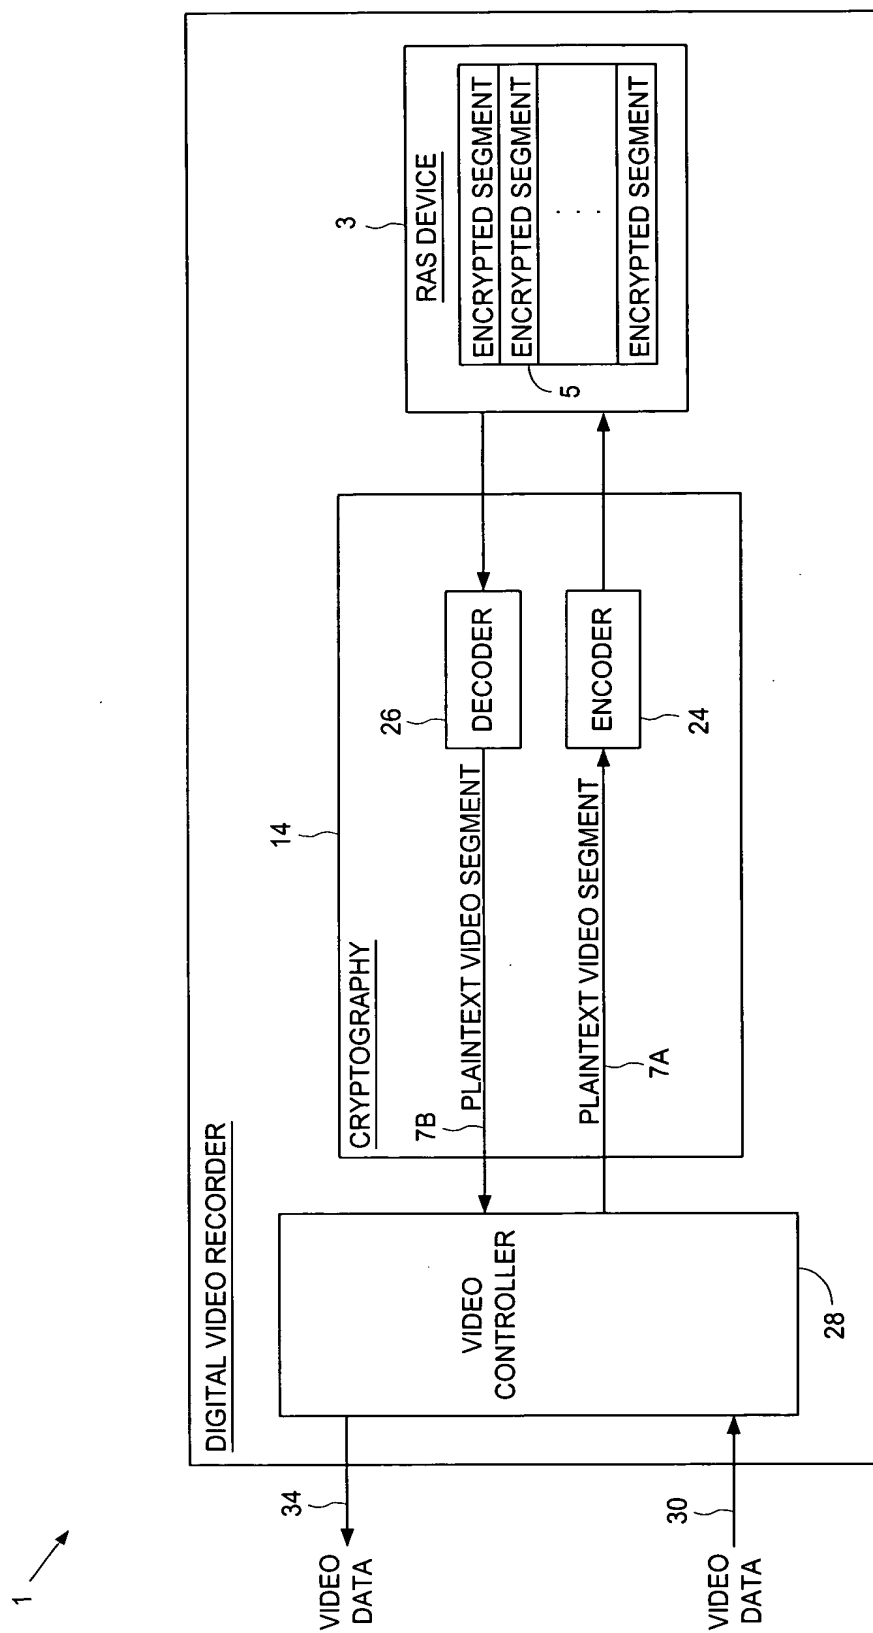 1
DIGITAL VIDEO RECORDER
VIDEO
DATA
34
VIDEO
DATA
30
VIDEO
CONTROLLER
28
CRYPTOGRAPHY
14
7B
PLAINTEXT VIDEO SEGMENT
26
DECODER
PLAINTEXT VIDEO SEGMENT
7A
ENCODER
24
3
RAS DEVICE
ENCRYPTED SEGMENT
ENCRYPTED SEGMENT
. . .
ENCRYPTED SEGMENT
5